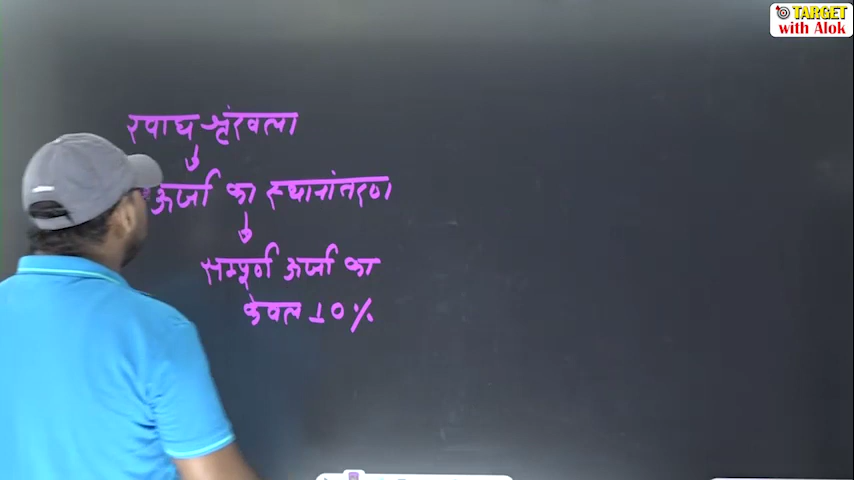 TARGET
with Alok
खाद्य श्रृंखला
ऊर्जा का स्थानांतरण
सम्पूर्ण ऊर्जा का
केवल 10%